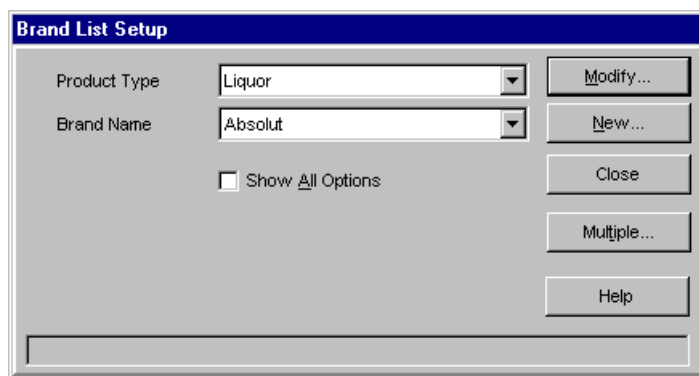 Brand List Setup
Product Type Liquor Modify...
Brand Name Absolut New...
Show All Options Close
Multiple...
Help